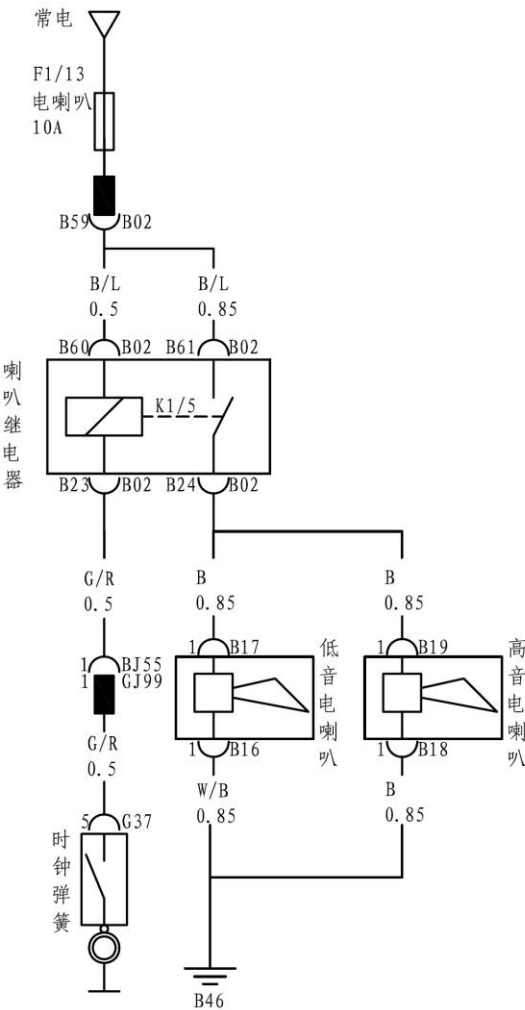 常电
F1/13
电喇叭
10A
B59 B02
B/L B/L
0.5 0.85
B60 B02 B61 B02
喇叭继电器
K1/5
B23 B02 B24 B02
G/R B B
0.5 0.85 0.85
1 BJ55
1 GJ99
1 B17
低音电喇叭
1 B19
高音电喇叭
1 B16
1 B18
G/R W/B B
0.5 0.85 0.85
5 G37
时钟弹簧
B46